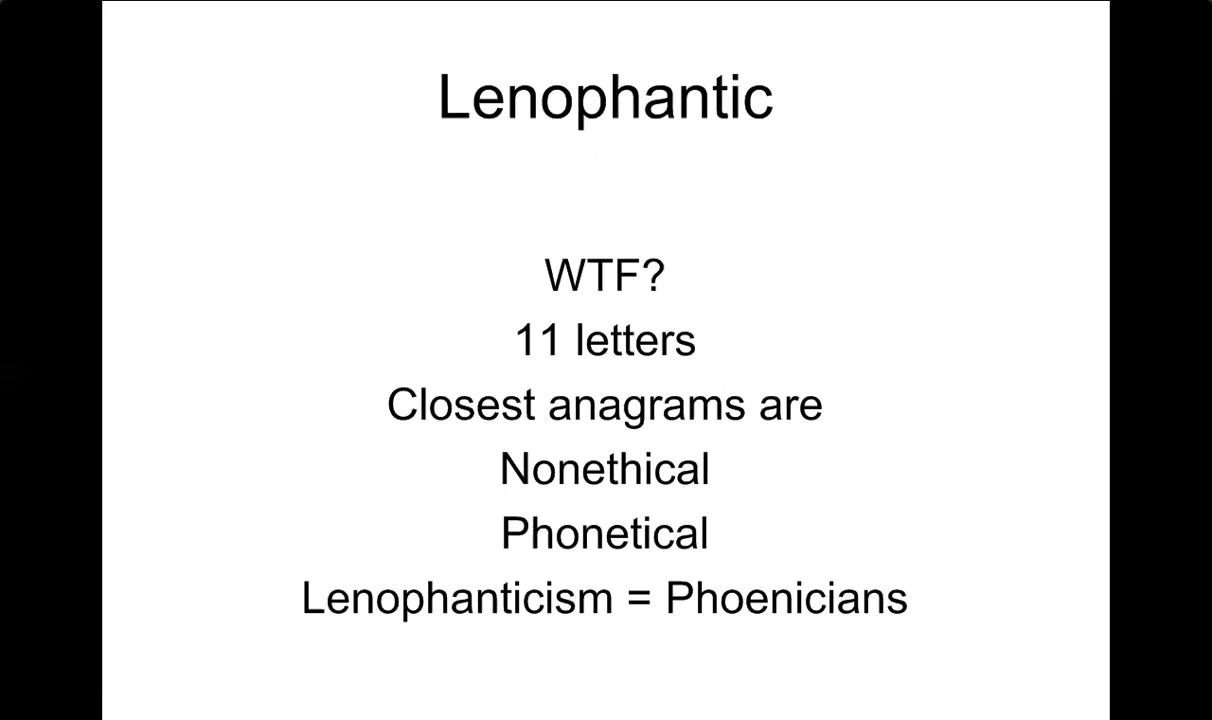 Lenophantic
WTF?
11 letters
Closest anagrams are
Nonethical
Phonetical
Lenophanticism = Phoenicians